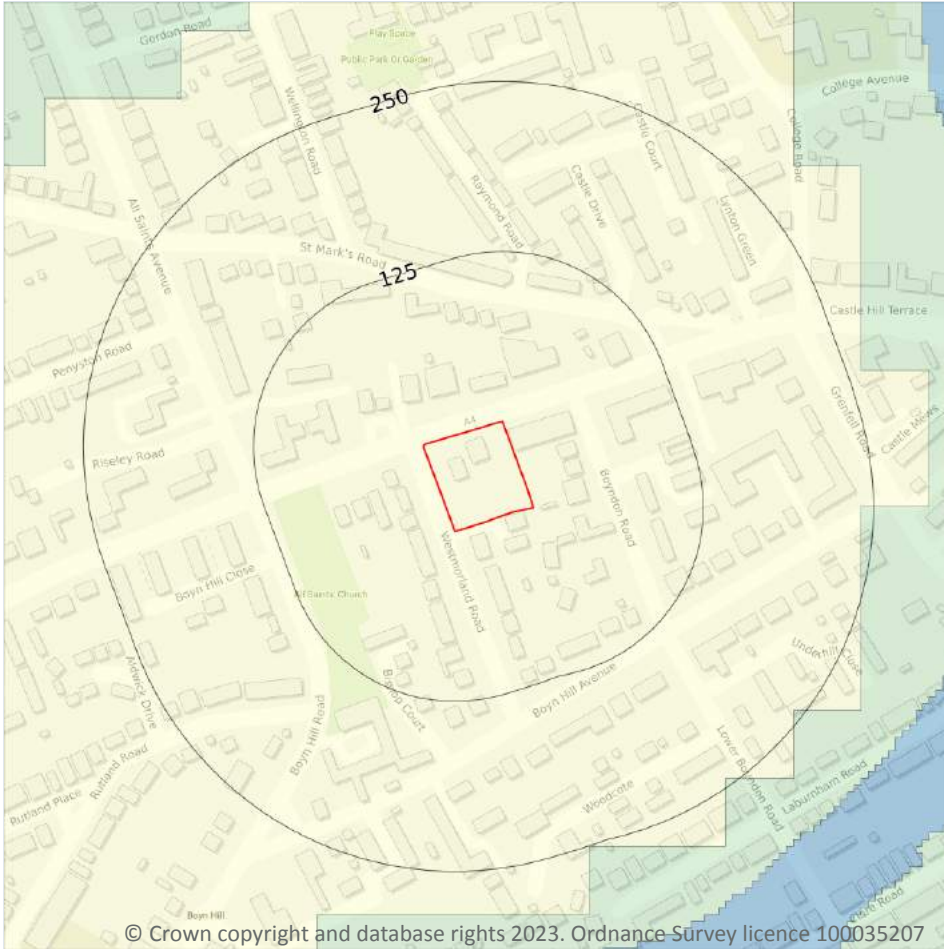 Gordon Road
Play Space
Public Park Or Garden
College Avenue
250
Wellington Road
Castle Court
College Road
Raymond Road
Castle Drive
All Saints Avenue
Lynton Green
St Mark's Road
125
Castle Hill Terrace
Penyston Road
Grenfell Road
Castle Mews
A4
Riseley Road
Boyndon Road
Westmorland Road
Boyn Hill Close
All Saints Church
Underhill Close
Aldwick Drive
Bishop Court
Boyn Hill Avenue
Boyn Hill Road
Rutland Road
Rutland Place
Lower Boyndon Road
Laburnham Road
Woodcote
Clare Road
Boyn Hill
© Crown copyright and database rights 2023. Ordnance Survey licence 100035207